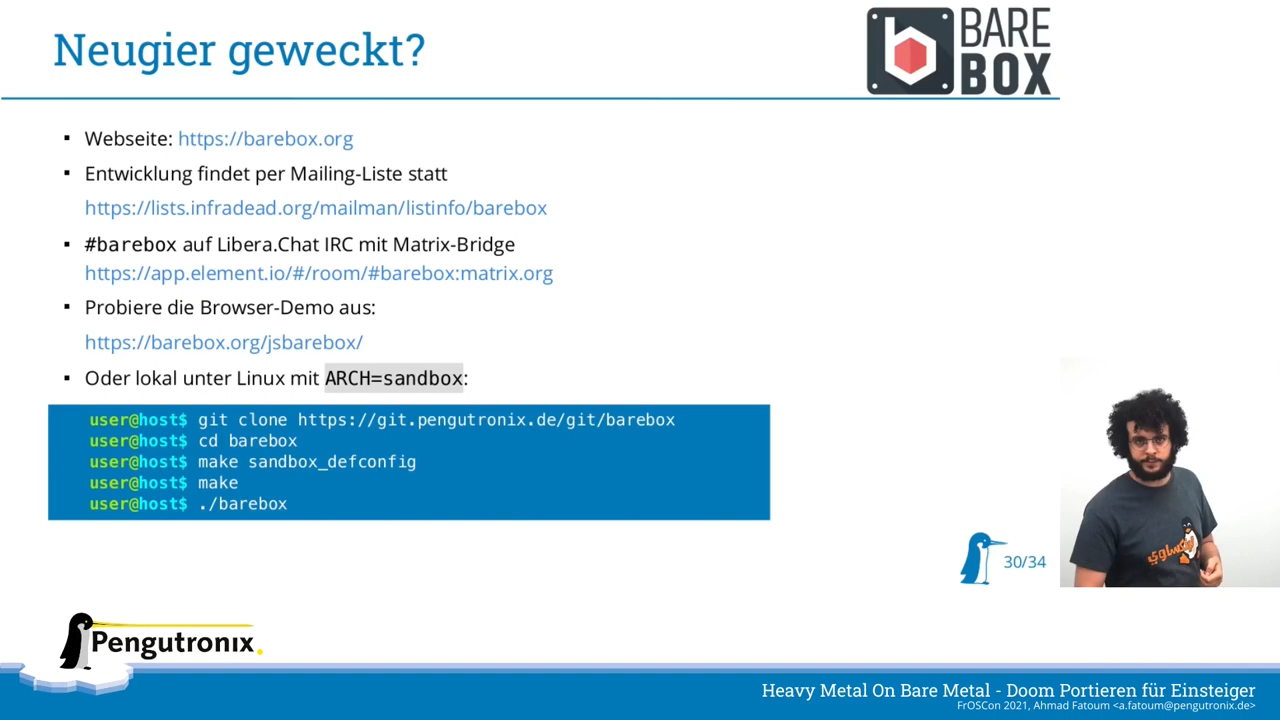 Neugier geweckt?
BARE
BOX
▪ Webseite: https://barebox.org
▪ Entwicklung findet per Mailing-Liste statt
https://lists.infradead.org/mailman/listinfo/barebox
▪ #barebox auf Libera.Chat IRC mit Matrix-Bridge
https://app.element.io/#/room/#barebox:matrix.org
▪ Probiere die Browser-Demo aus:
https://barebox.org/jsbarebox/
▪ Oder lokal unter Linux mit ARCH=sandbox:
user@host$ git clone https://git.pengutronix.de/git/barebox
user@host$ cd barebox
user@host$ make sandbox_defconfig
user@host$ make
user@host$ ./barebox
30/34
Pengutronix.
Heavy Metal On Bare Metal - Doom Portieren für Einsteiger
FrOSCon 2021, Ahmad Fatoum <a.fatoum@pengutronix.de>